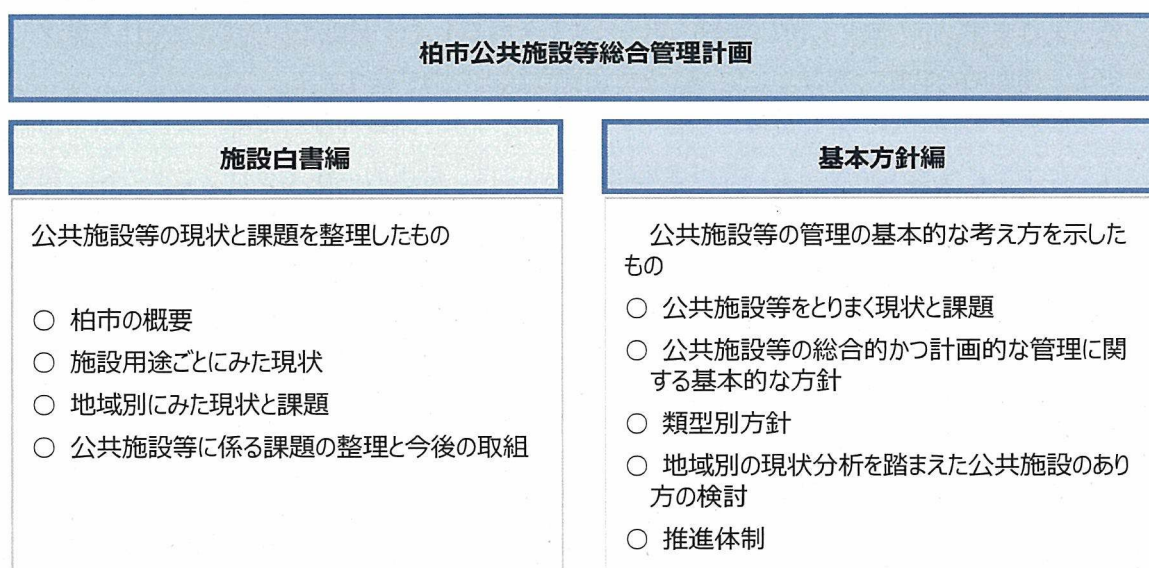 柏市公共施設等総合管理計画
施設白書編
公共施設等の現状と課題を整理したもの
○ 柏市の概要
○ 施設用途ごとにみた現状
○ 地域別にみた現状と課題
○ 公共施設等に係る課題の整理と今後の取組
基本方針編
公共施設等の管理の基本的な考え方を示した
もの
○ 公共施設等をとりまく現状と課題
○ 公共施設等の総合的かつ計画的な管理に関
する基本的な方針
○ 類型別方針
○ 地域別の現状分析を踏まえた公共施設のあり
方の検討
○ 推進体制